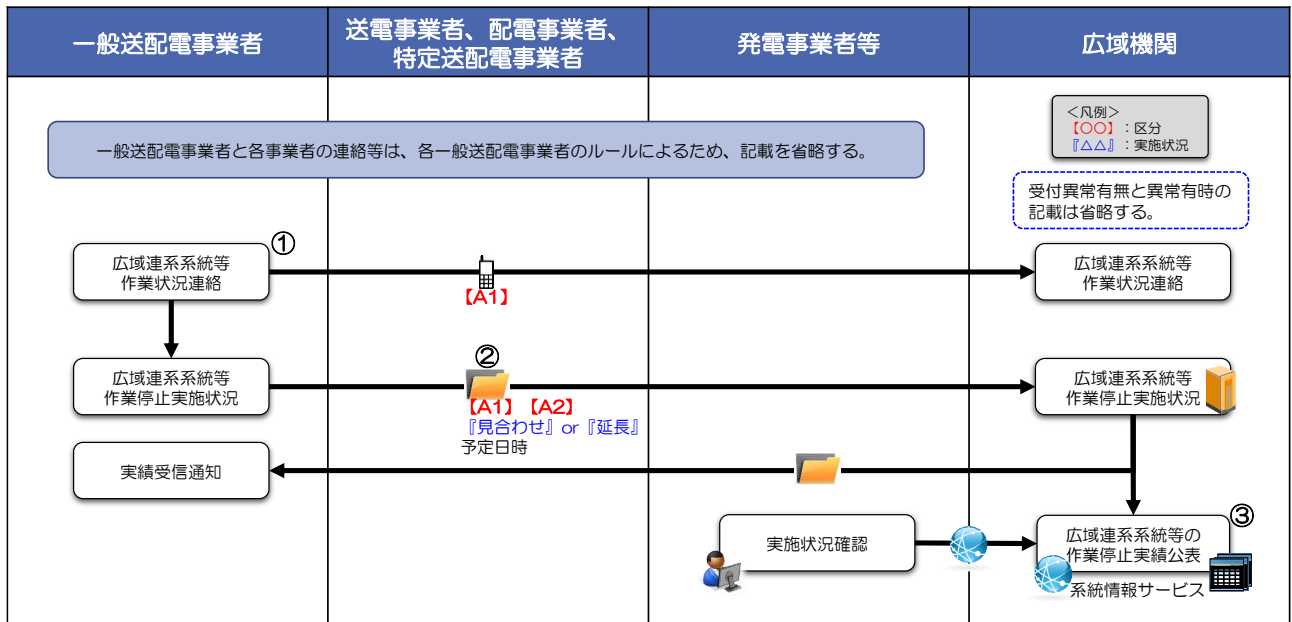 一般送配電事業者
送電事業者、配電事業者、
特定送配電事業者
発電事業者等
広域機関
＜凡例＞
【〇〇】：区分
『△△』：実施状況
一般送配電事業者と各事業者の連絡等は、各一般送配電事業者のルールによるため、記載を省略する。
受付異常有無と異常有時の
記載は省略する。
①
広域連系系統等
作業状況連絡
【A1】
広域連系系統等
作業状況連絡
②
広域連系系統等
作業停止実施状況
【A1】【A2】
『見合わせ』or『延長』
予定日時
広域連系系統等
作業停止実施状況
実績受信通知
実施状況確認
③
広域連系系統等の
作業停止実績公表
系統情報サービス